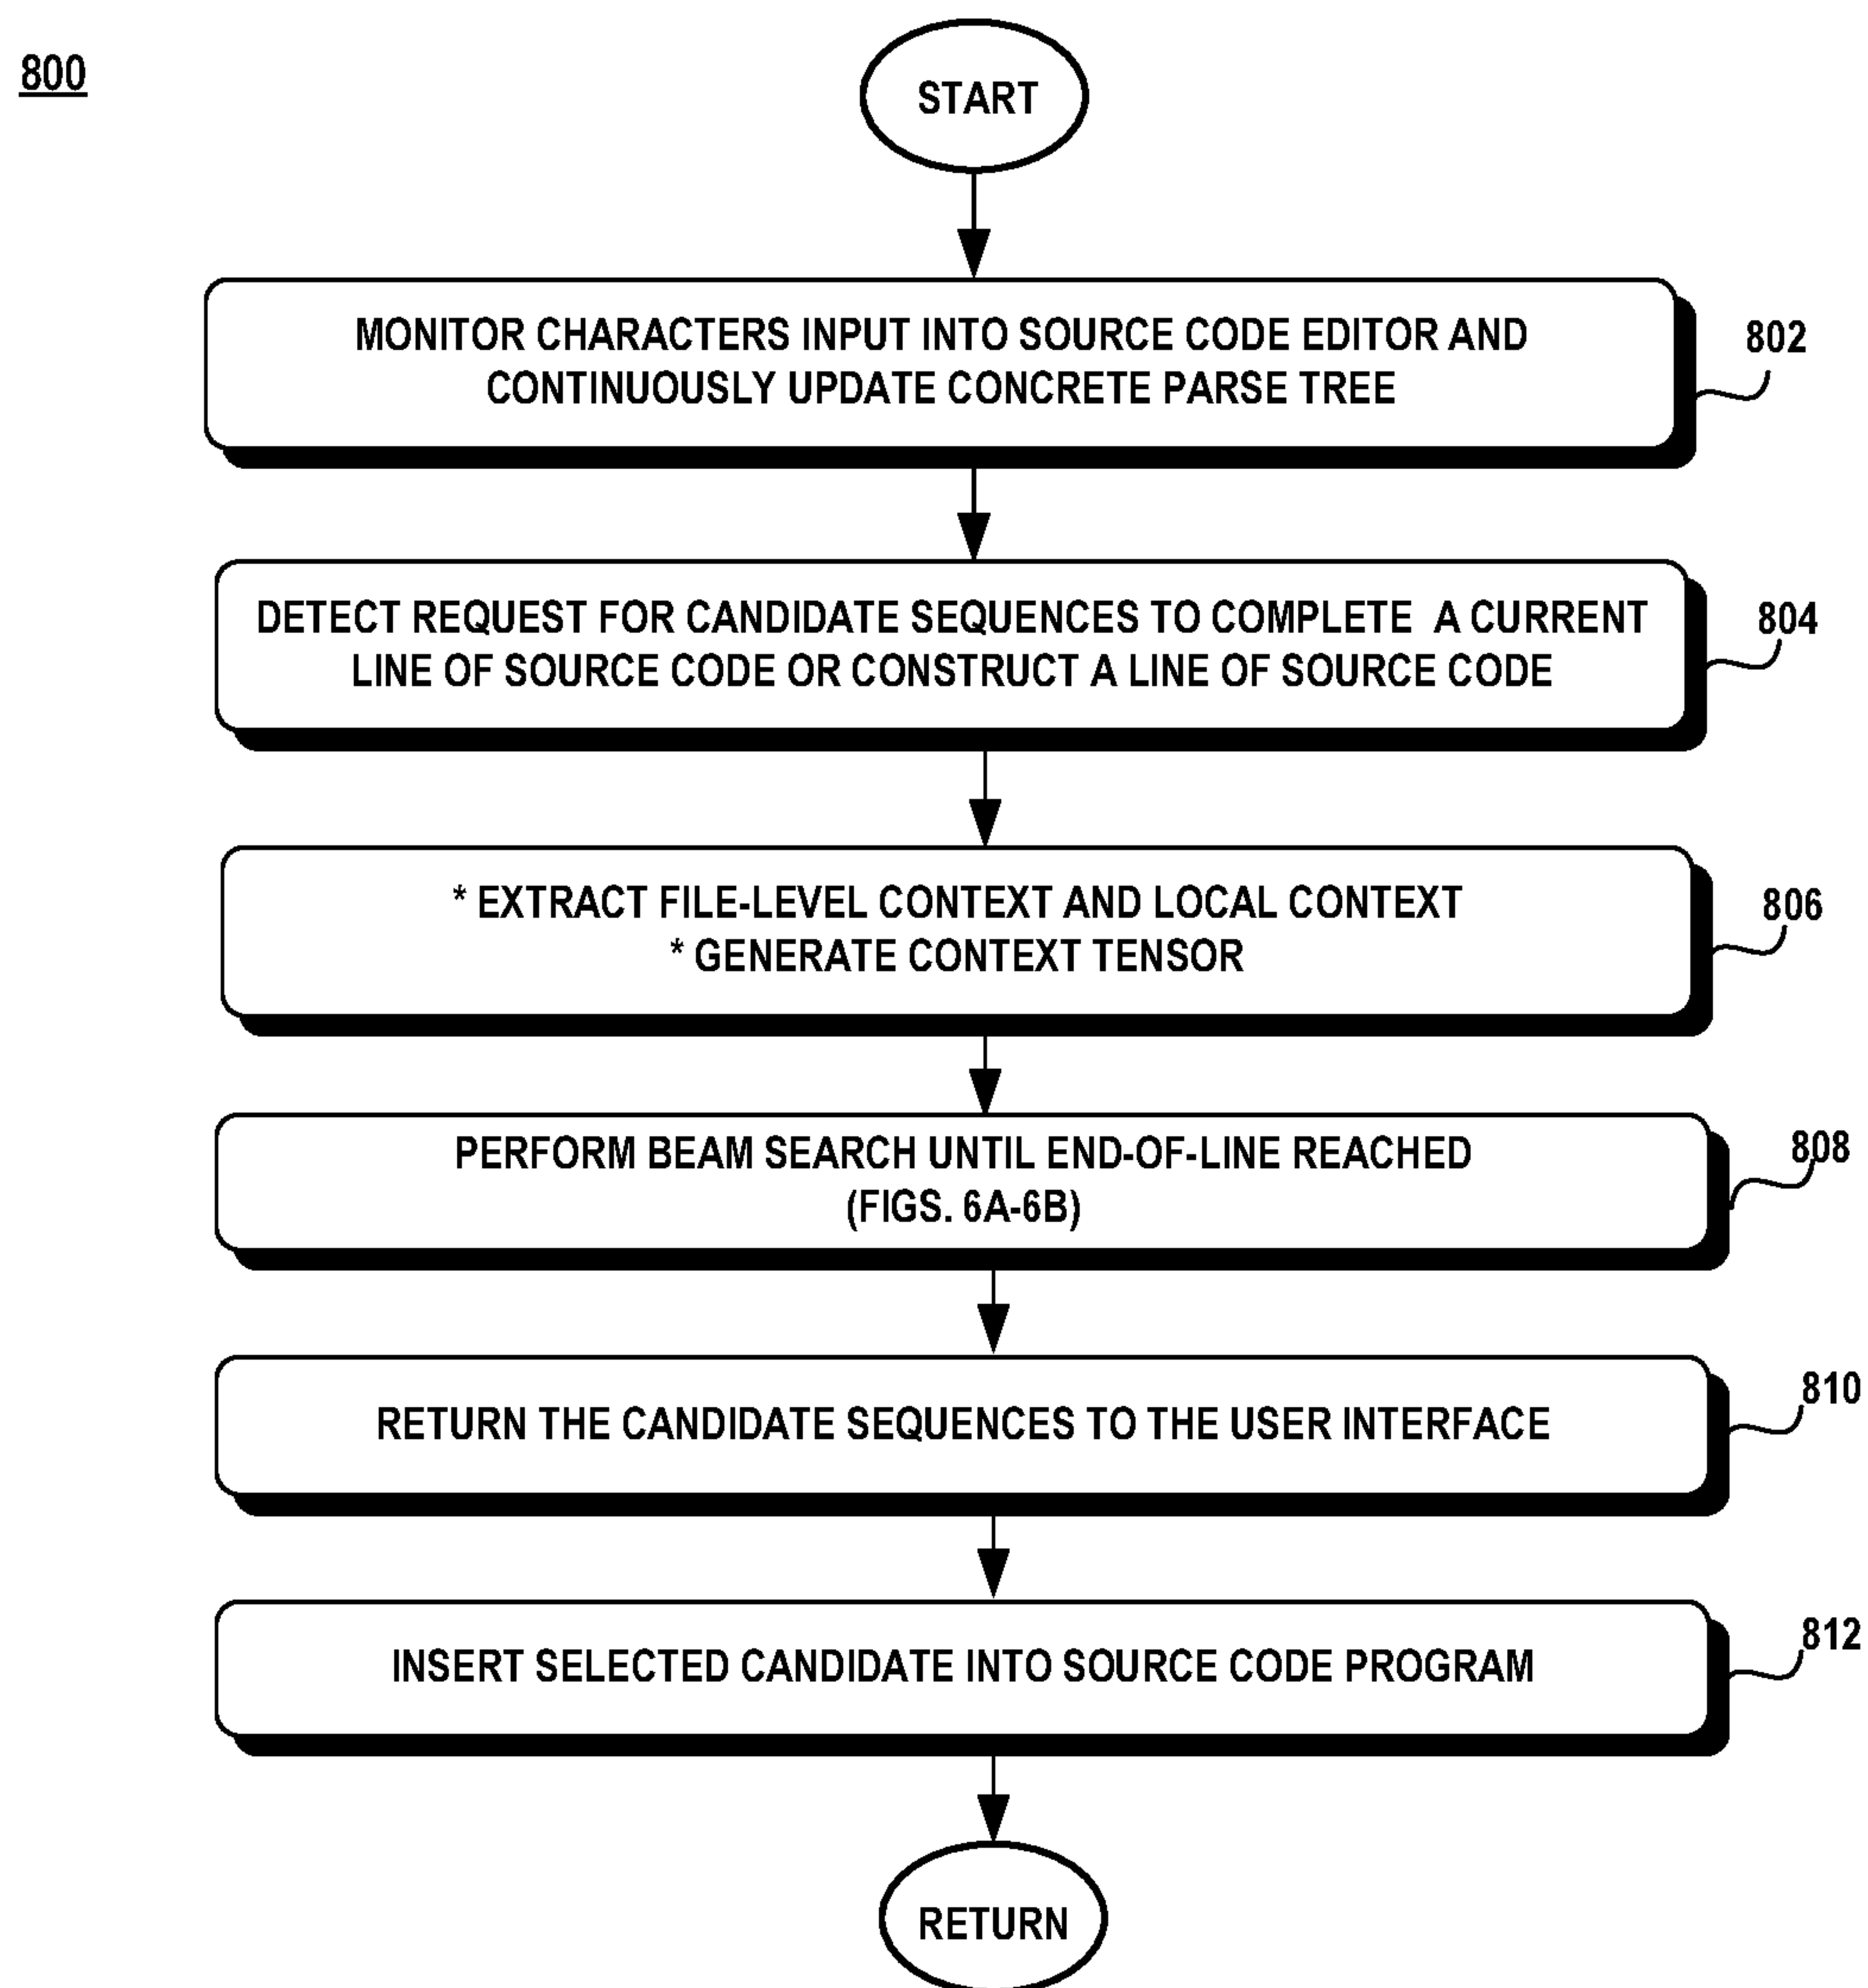 800
START
MONITOR CHARACTERS INPUT INTO SOURCE CODE EDITOR AND
CONTINUOUSLY UPDATE CONCRETE PARSE TREE
802
DETECT REQUEST FOR CANDIDATE SEQUENCES TO COMPLETE A CURRENT
LINE OF SOURCE CODE OR CONSTRUCT A LINE OF SOURCE CODE
804
* EXTRACT FILE-LEVEL CONTEXT AND LOCAL CONTEXT
* GENERATE CONTEXT TENSOR
806
PERFORM BEAM SEARCH UNTIL END-OF-LINE REACHED
(FIGS. 6A-6B)
808
RETURN THE CANDIDATE SEQUENCES TO THE USER INTERFACE
810
INSERT SELECTED CANDIDATE INTO SOURCE CODE PROGRAM
812
RETURN